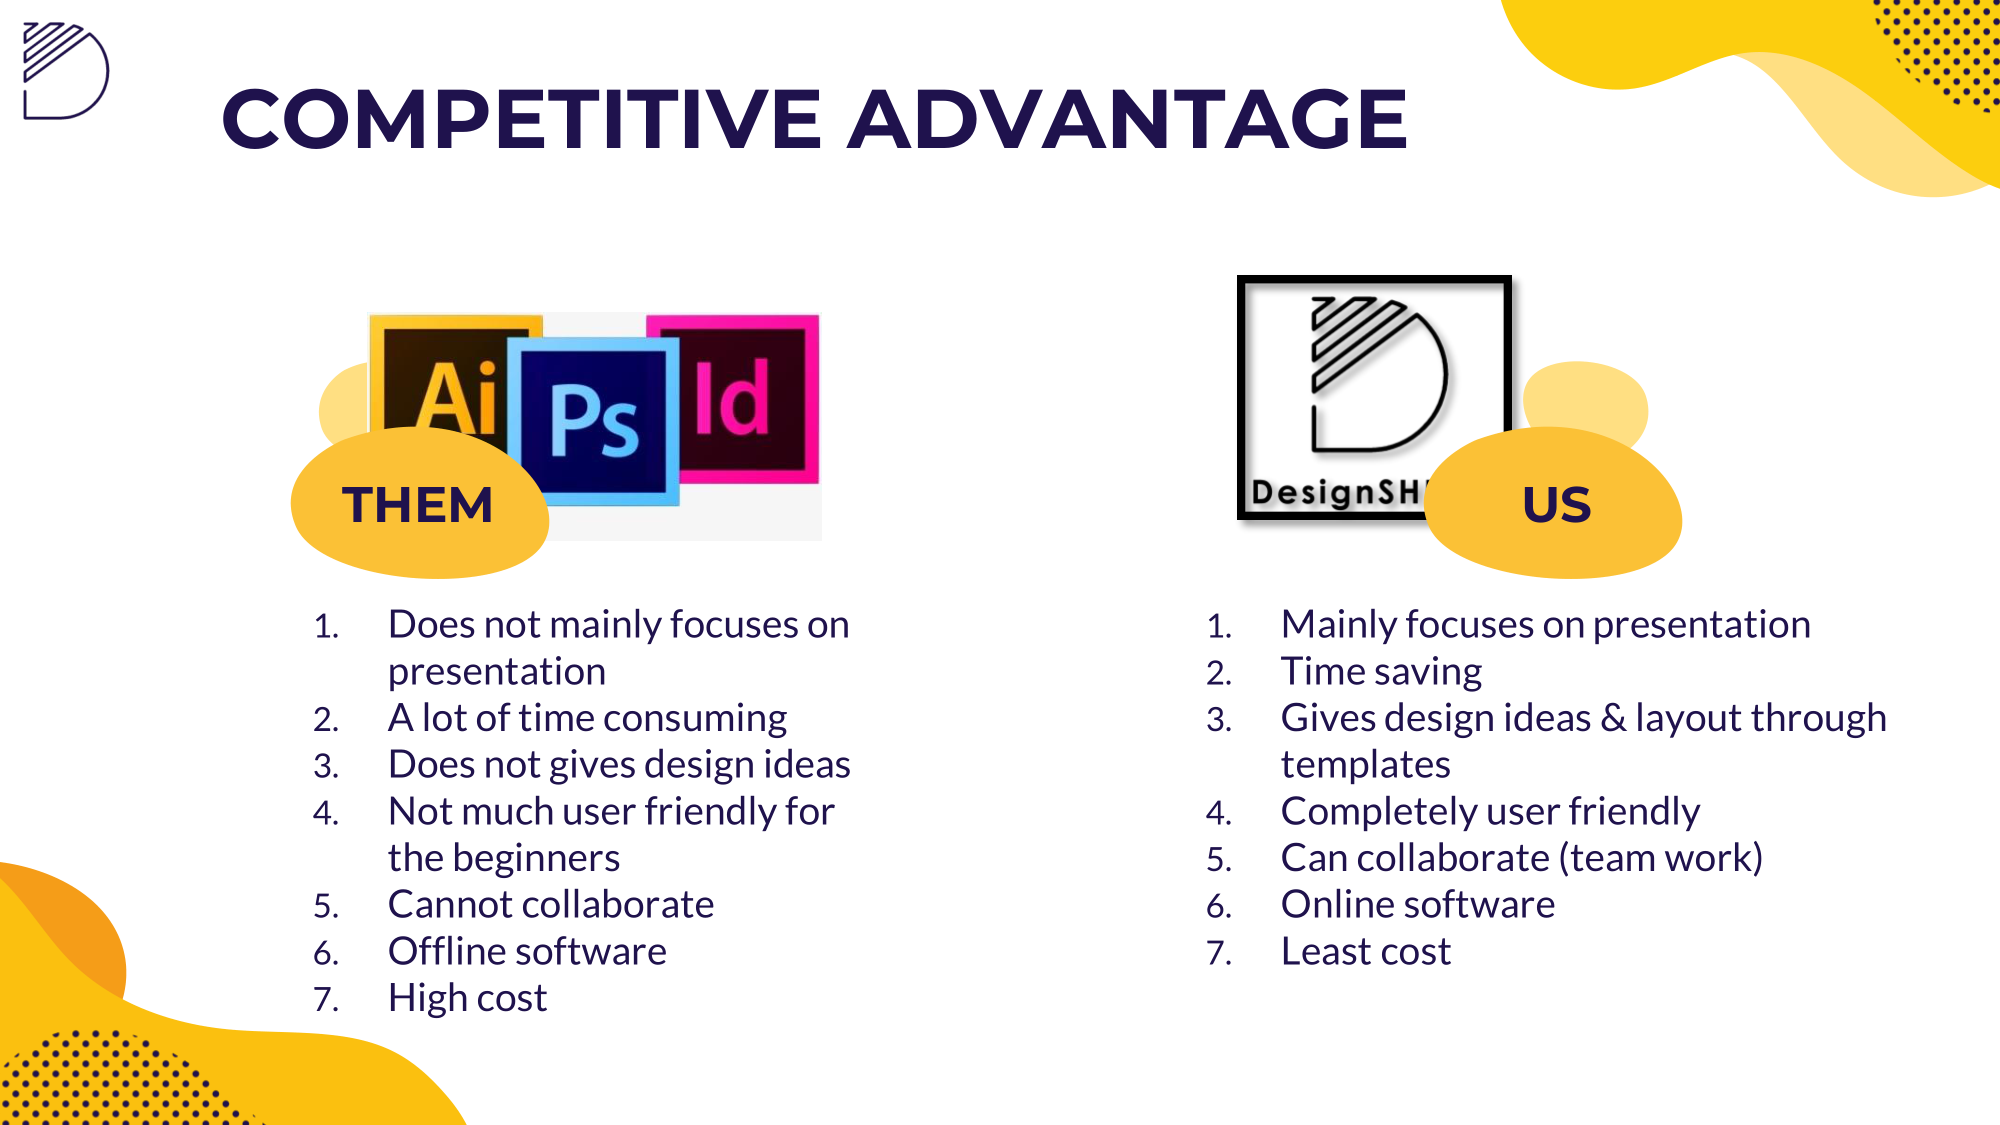 COMPETITIVE ADVANTAGE
Ai
Ps
Id
THEM
1. Does not mainly focuses on
presentation
2. A lot of time consuming
3. Does not gives design ideas
4. Not much user friendly for
the beginners
5. Cannot collaborate
6. Offline software
7. High cost
US
1. Mainly focuses on presentation
2. Time saving
3. Gives design ideas & layout through
templates
4. Completely user friendly
5. Can collaborate (team work)
6. Online software
7. Least cost